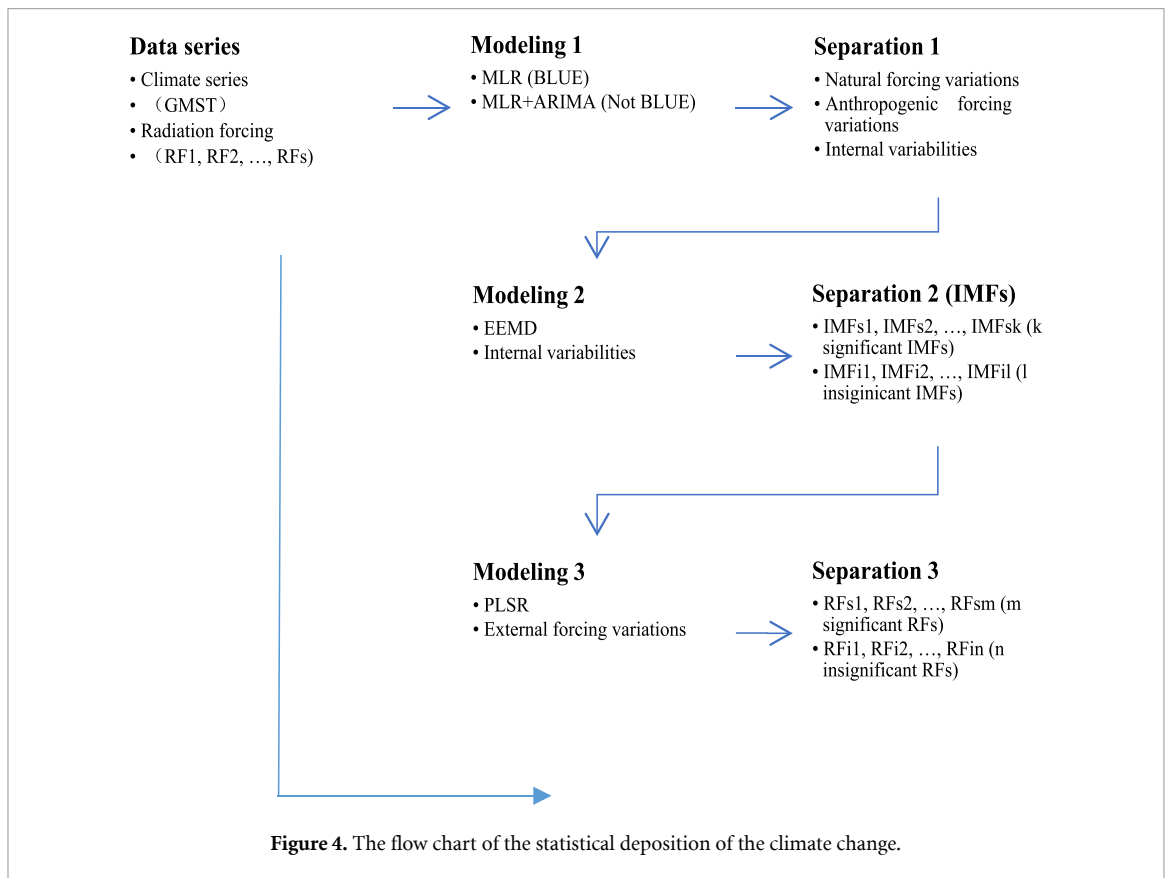 Data series
• Climate series
• （GMST）
• Radiation forcing
• （RF1, RF2, …, RFs)
Modeling 1
• MLR (BLUE)
• MLR+ARIMA (Not BLUE)
Separation 1
• Natural forcing variations
• Anthropogenic forcing
variations
• Internal variabilities
Modeling 2
• EEMD
• Internal variabilities
Separation 2 (IMFs)
• IMFs1, IMFs2, …, IMFsk (k
significant IMFs)
• IMFi1, IMFi2, …, IMFil (l
insiginicant IMFs)
Modeling 3
• PLSR
• External forcing variations
Separation 3
• RFs1, RFs2, …, RFsm (m
significant RFs)
• RFi1, RFi2, …, RFin (n
insignificant RFs)
Figure 4. The flow chart of the statistical deposition of the climate change.